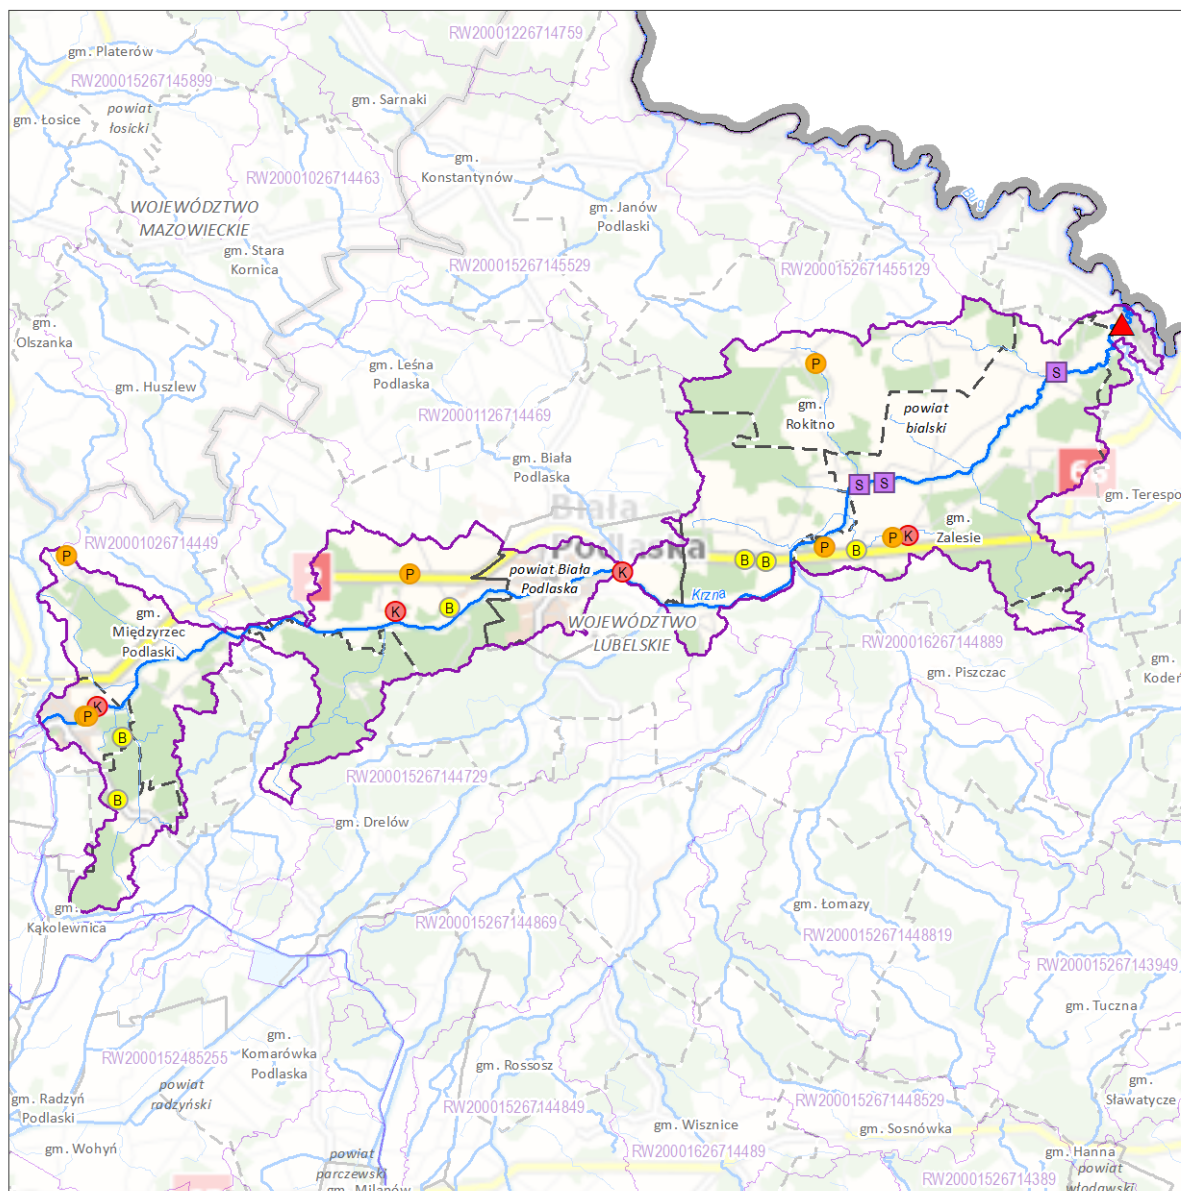 RW20001226714759
gm. Platerów
RW200015267145899
powiat
łosicki
gm. Sarnaki
gm. Łosice
gm.
Konstantynów
RW20001026714463
WOJEWÓDZTWO
MAZOWIECKIE
gm. Janów
Podlaski
Bug
gm. Stara
Kornica
RW200015267145529
RW2000152671455129
gm.
Olszanka
gm. Leśna
Podlaska
gm. Huszlew
P
S
RW20001126714469
gm.
Rokitno
powiat
bialski
gm. Biała
Podlaska
S
S
gm. Terespol
Biała
Podlaska
RW20001026714449
P
gm.
Zalesie
P
K
P
B
B
B
powiat Biała
Podlaska
K
P
Krzna
K
B
gm.
Międzyrzec
Podlaski
WOJEWÓDZTWO
LUBELSKIE
RW200016267144889
gm. Piszczac
gm.
Kodeń
K
P
B
RW200015267144729
B
gm. Drelów
gm.
Kąkolewnica
RW200015267144869
gm. Łomazy
RW2000152671448819
RW200015267143949
gm. Tuczna
gm.
Komarówka
Podlaska
RW2000152485255
powiat
radzyński
gm. Rossosz
gm. Radzyń
Podlaski
gm.
Sławatycze
RW200015267144849
RW2000152671448529
gm. Wisznice
gm. Sosnówka
gm. Wohyń
RW20001626714489
powiat
parczewski
gm. Milanów
gm. Hanna
powiat
włodawski
RW20001526714389